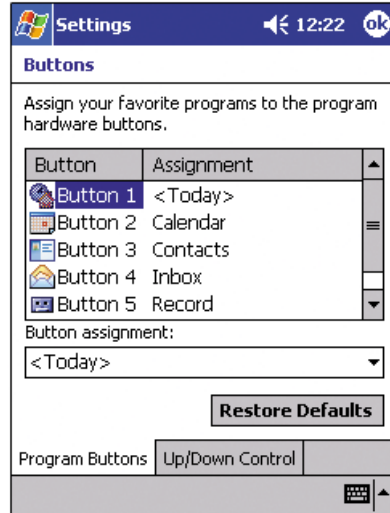 Settings 12:22 ok
Buttons
Assign your favorite programs to the program
hardware buttons.
Button Assignment
Button 1 <Today>
Button 2 Calendar
Button 3 Contacts
Button 4 Inbox
Button 5 Record
Button assignment:
<Today>
Restore Defaults
Program Buttons Up/Down Control